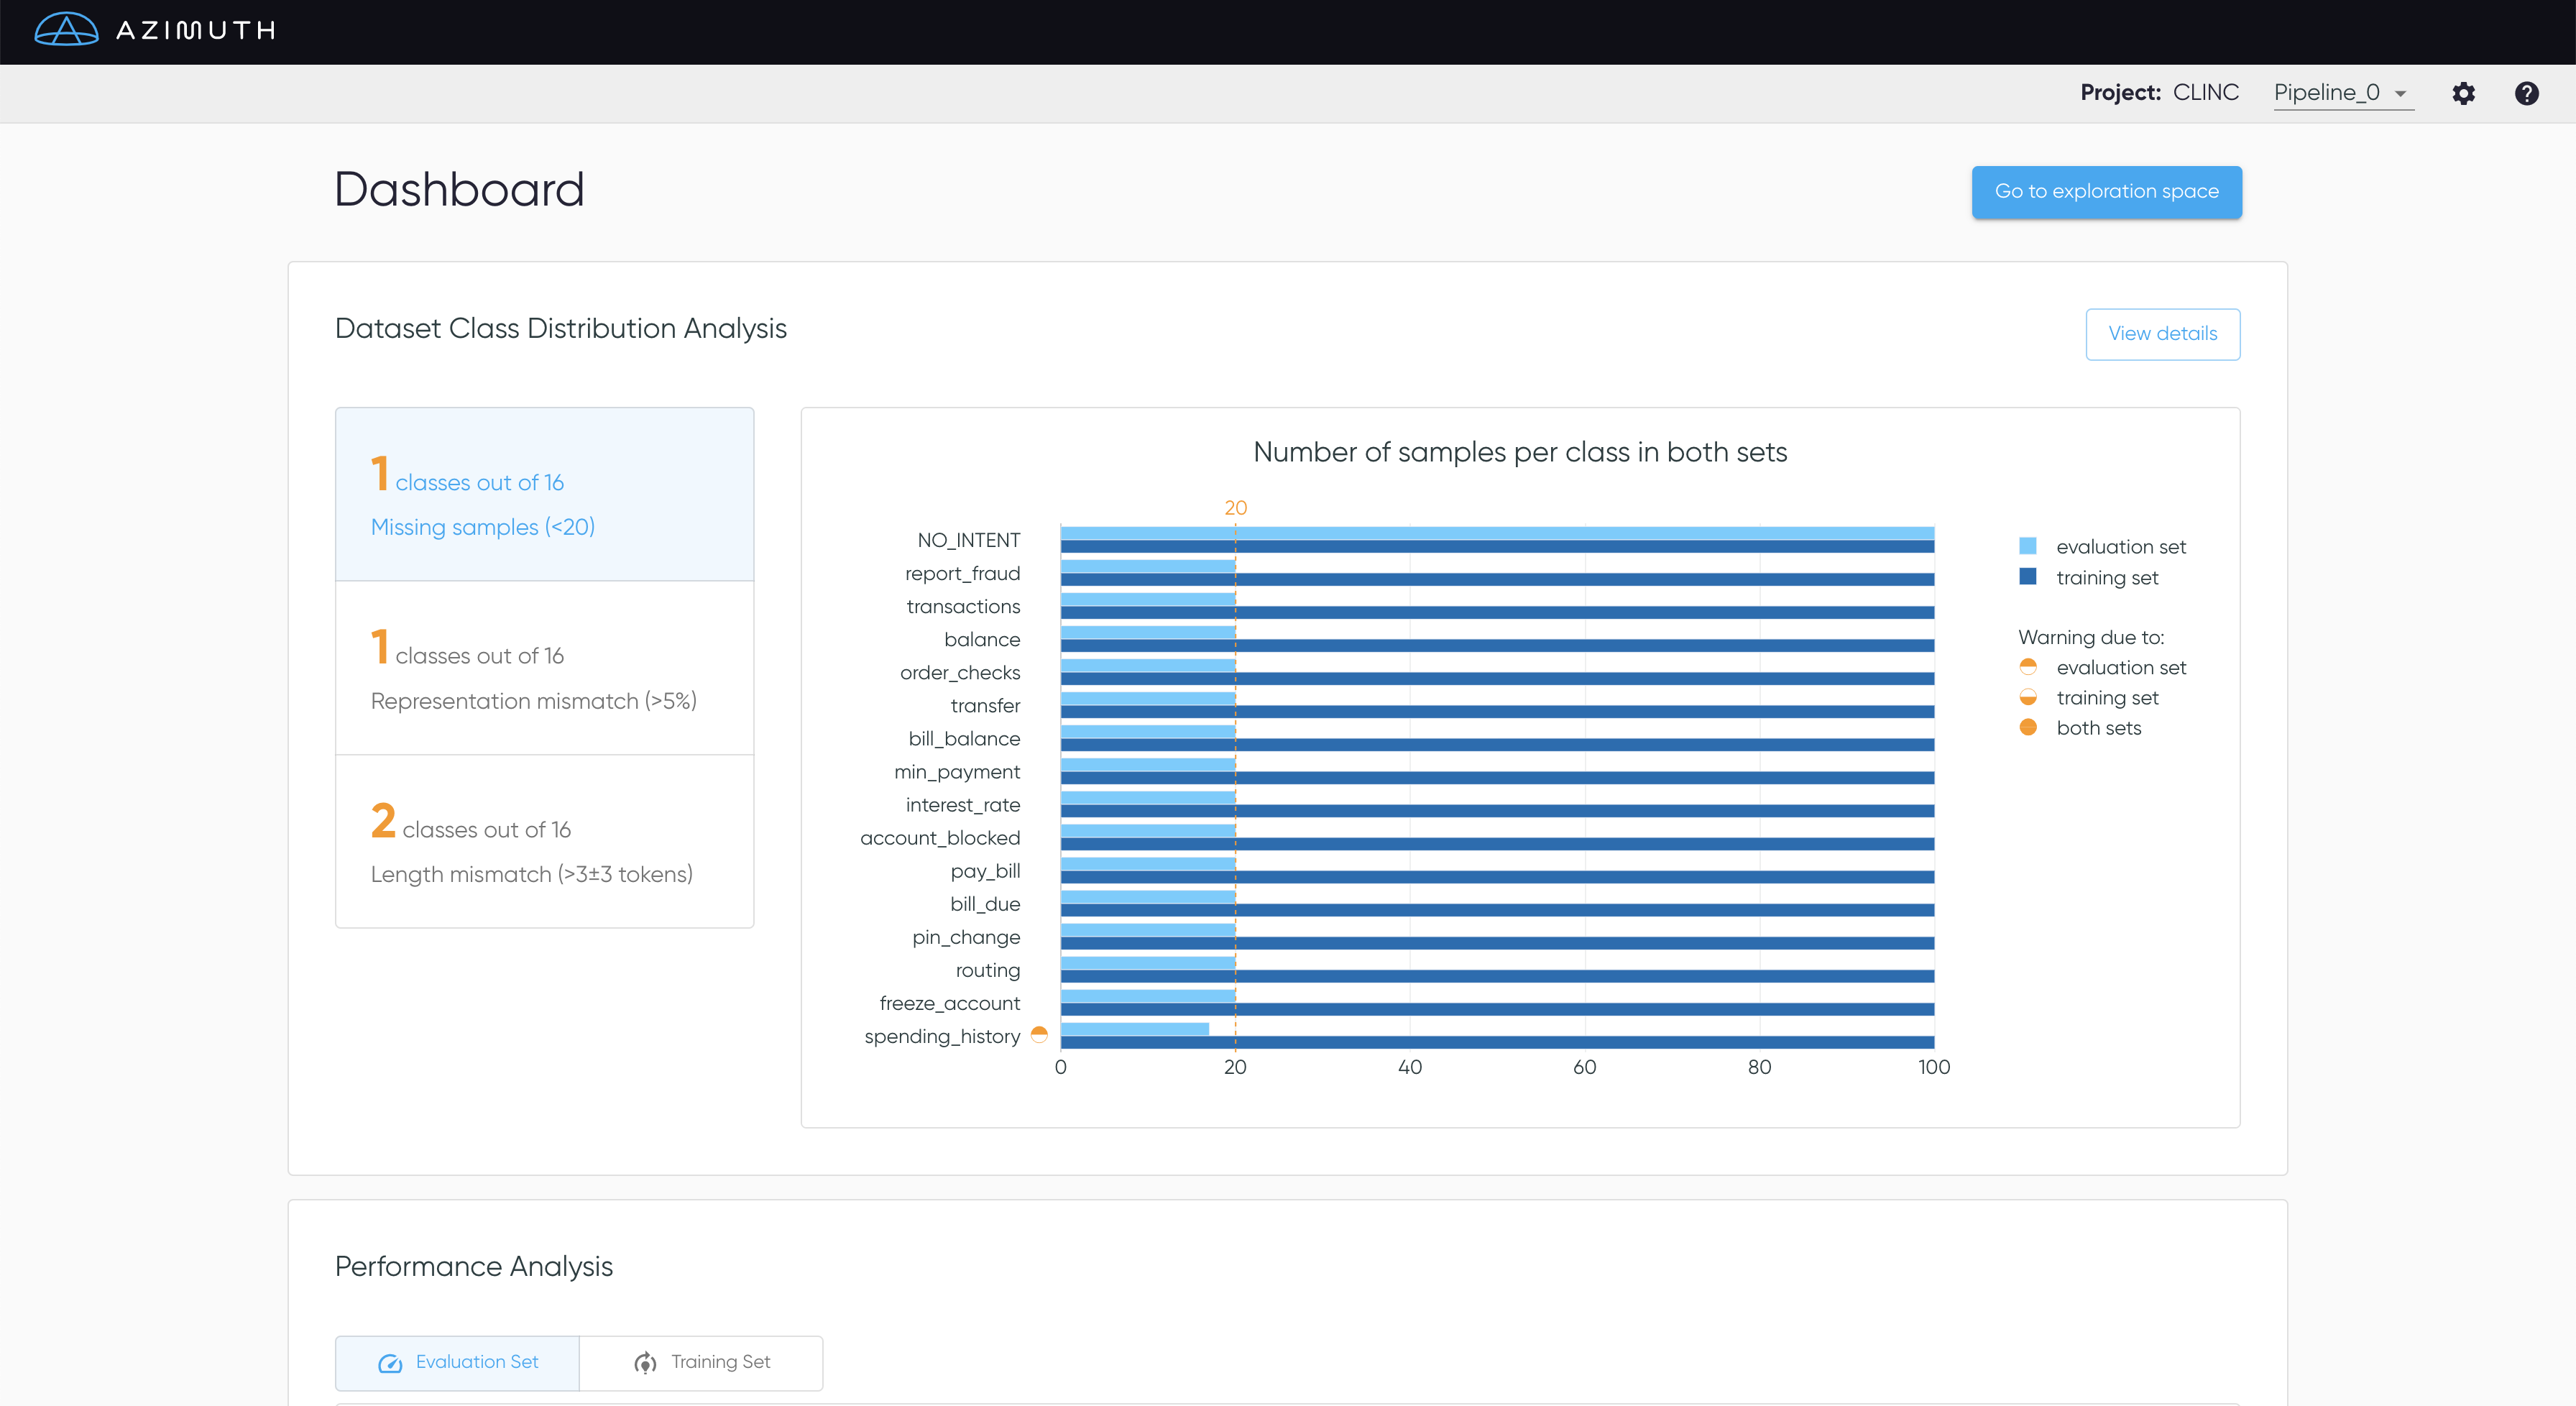 AZIMUTH
Project: CLINC Pipeline_0
Dashboard
Go to exploration space
Dataset Class Distribution Analysis
View details
1 classes out of 16
Missing samples (<20)
1 classes out of 16
Representation mismatch (>5%)
2 classes out of 16
Length mismatch (>3±3 tokens)
Number of samples per class in both sets
20
NO_INTENT
report_fraud
transactions
balance
order_checks
transfer
bill_balance
min_payment
interest_rate
account_blocked
pay_bill
bill_due
pin_change
routing
freeze_account
spending_history
0 20 40 60 80 100
evaluation set
training set
Warning due to:
evaluation set
training set
both sets
Performance Analysis
Evaluation Set
Training Set